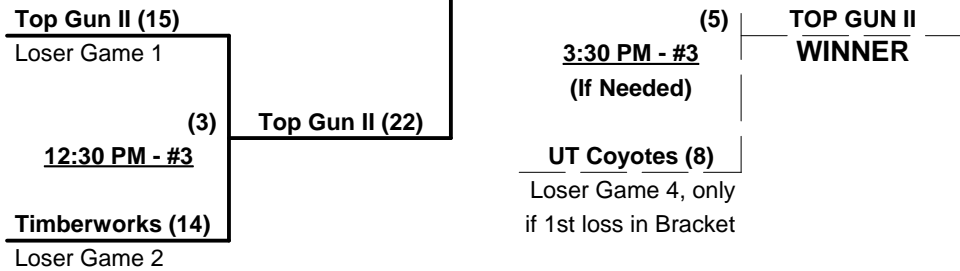 Top Gun II (15)
Loser Game 1
(3)
12:30 PM - #3
Top Gun II (22)
Timberworks (14)
Loser Game 2
(5)
3:30 PM - #3
(If Needed)
UT Coyotes (8)
Loser Game 4, only
if 1st loss in Bracket
TOP GUN II
WINNER